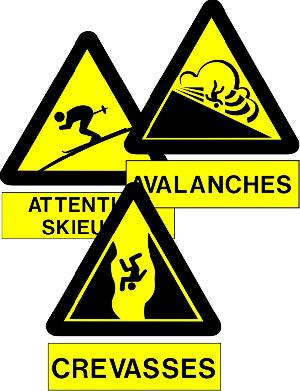 AVALANCHES
ATTENTI
SKIEU
CREVASSES